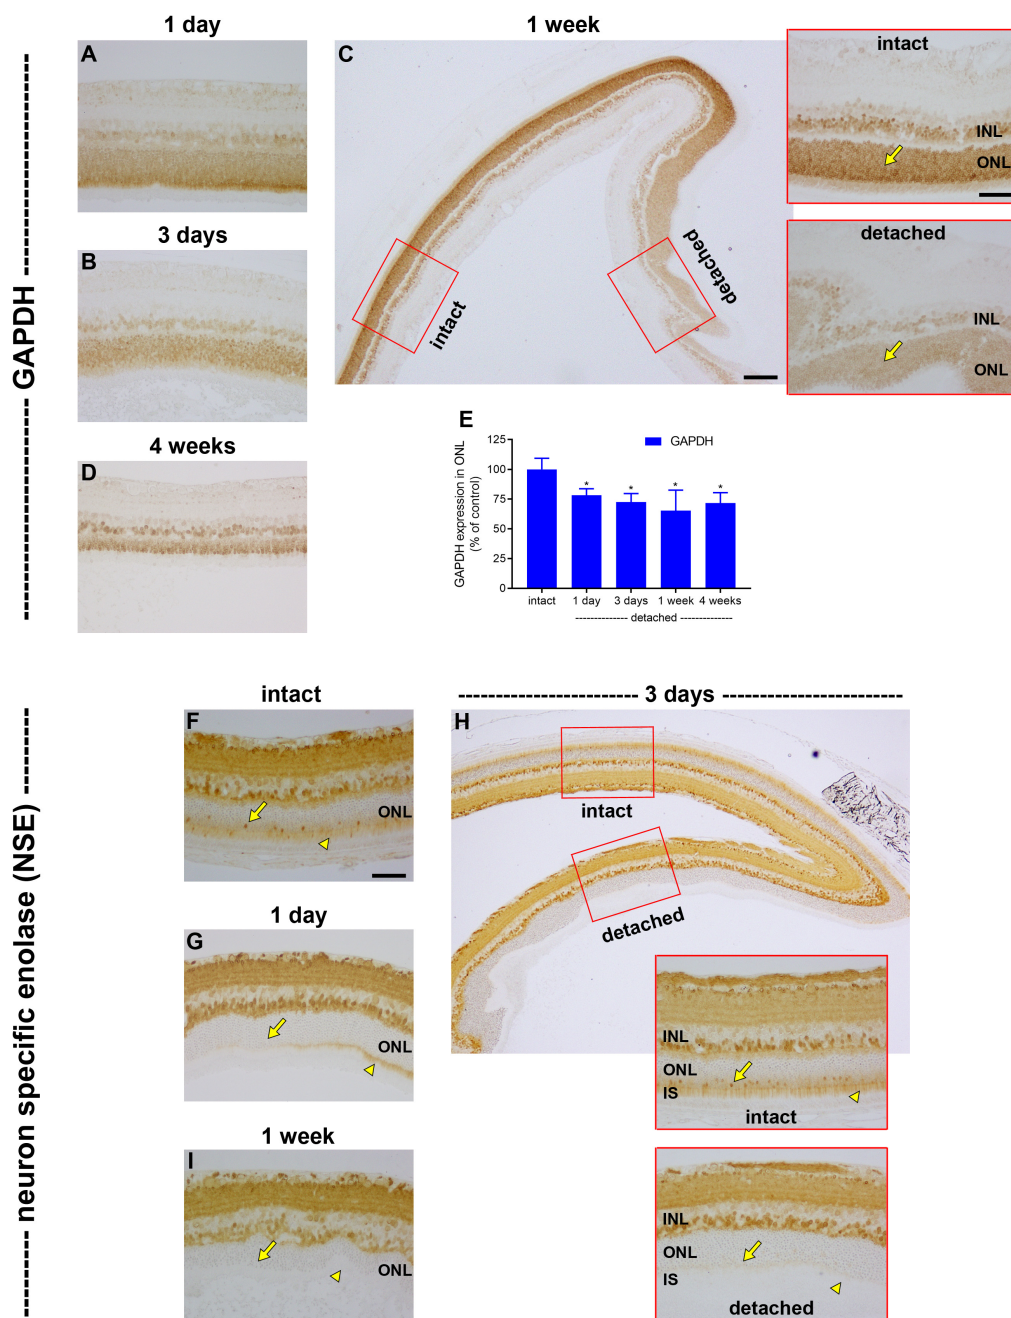 1 day
1 week
A
C
intact
INL
ONL
3 days
B
detached
INL
ONL
intact
detached
4 weeks
D
------------------ GAPDH ------------------
E
GAPDH
GAPDH expression in ONL
(% of control)
125
100
75
50
25
0
intact 1 day 3 days 1 week 4 weeks
-------------- detached --------------
intact
------------------------ 3 days ------------------------
F
ONL
H
intact
detached
1 day
G
ONL
INL
ONL
IS
intact
1 week
I
ONL
INL
ONL
IS
detached
--------- neuron specific enolase (NSE) ---------